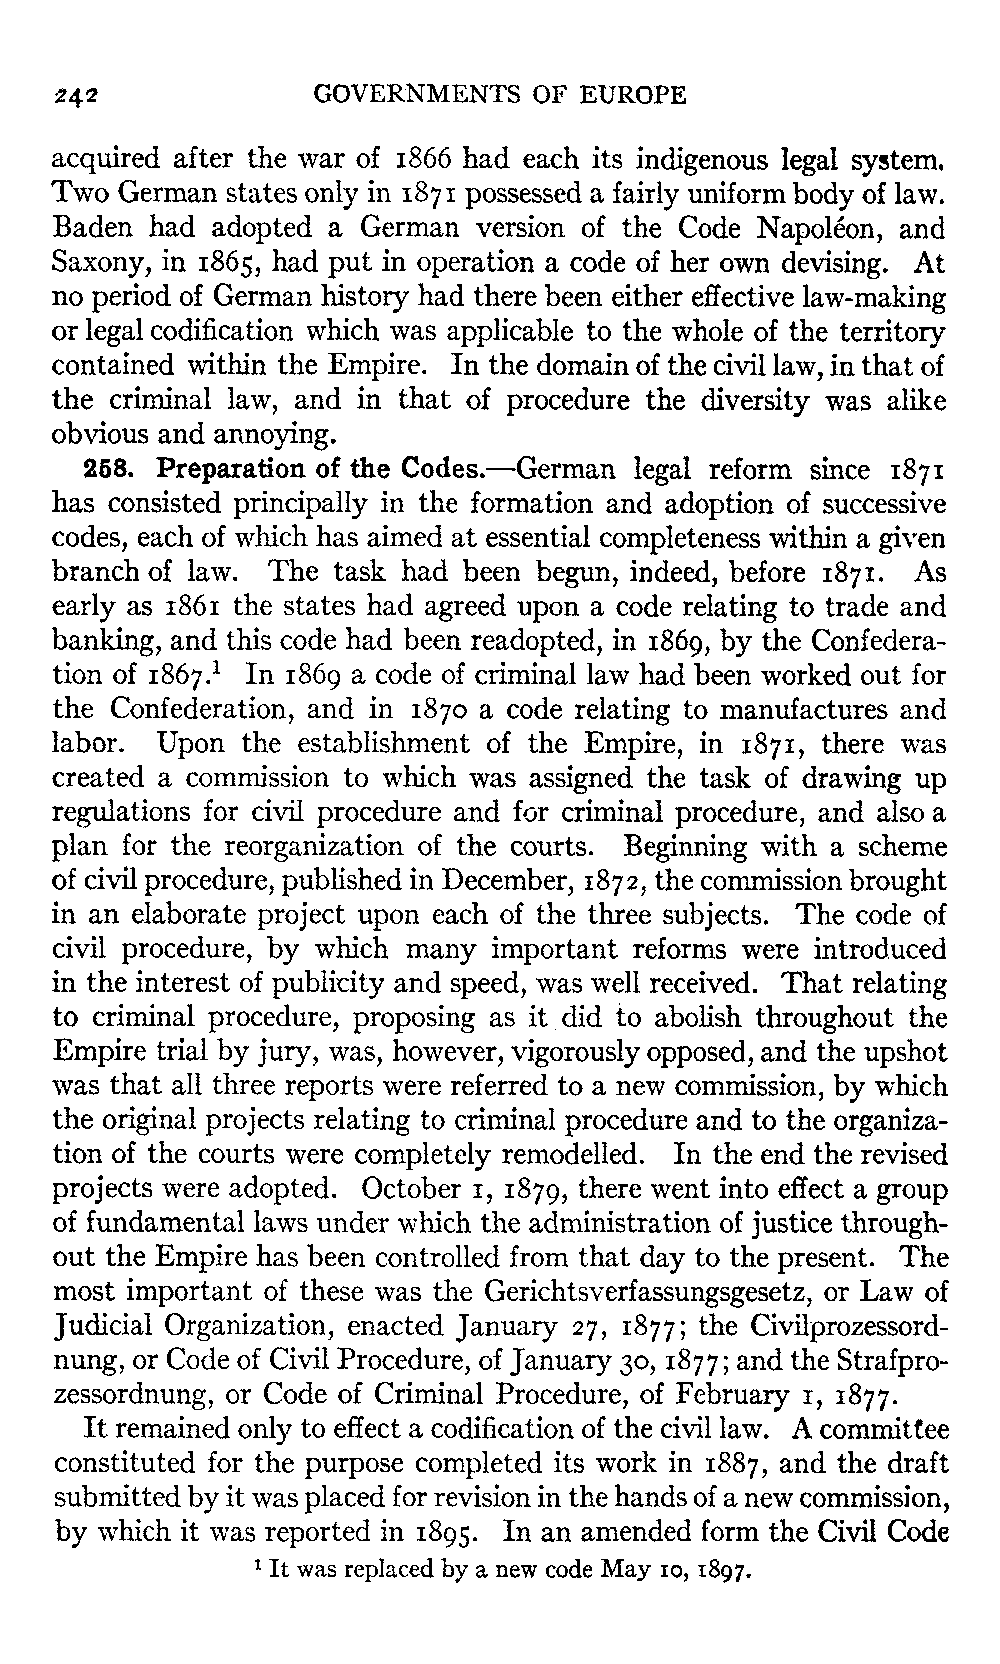 242 GOVERNMENTS OF EUROPE
acquired after the war of 1866 had each its indigenous legal system.
Two German states only in 1871 possessed a fairly uniform body of law.
Baden had adopted a German version of the Code Napoléon, and
Saxony, in 1865, had put in operation a code of her own devising. At
no period of German history had there been either effective law-making
or legal codification which was applicable to the whole of the territory
contained within the Empire. In the domain of the civil law, in that of
the criminal law, and in that of procedure the diversity was alike
obvious and annoying.
258. Preparation of the Codes.—German legal reform since 1871
has consisted principally in the formation and adoption of successive
codes, each of which has aimed at essential completeness within a given
branch of law. The task had been begun, indeed, before 1871. As
early as 1861 the states had agreed upon a code relating to trade and
banking, and this code had been readopted, in 1869, by the Confedera-
tion of 1867.¹ In 1869 a code of criminal law had been worked out for
the Confederation, and in 1870 a code relating to manufactures and
labor. Upon the establishment of the Empire, in 1871, there was
created a commission to which was assigned the task of drawing up
regulations for civil procedure and for criminal procedure, and also a
plan for the reorganization of the courts. Beginning with a scheme
of civil procedure, published in December, 1872, the commission brought
in an elaborate project upon each of the three subjects. The code of
civil procedure, by which many important reforms were introduced
in the interest of publicity and speed, was well received. That relating
to criminal procedure, proposing as it did to abolish throughout the
Empire trial by jury, was, however, vigorously opposed, and the upshot
was that all three reports were referred to a new commission, by which
the original projects relating to criminal procedure and to the organiza-
tion of the courts were completely remodelled. In the end the revised
projects were adopted. October 1, 1879, there went into effect a group
of fundamental laws under which the administration of justice through-
out the Empire has been controlled from that day to the present. The
most important of these was the Gerichtsverfassungsgesetz, or Law of
Judicial Organization, enacted January 27, 1877; the Civilprozessord-
nung, or Code of Civil Procedure, of January 30, 1877; and the Strafpro-
zessordnung, or Code of Criminal Procedure, of February 1, 1877.
It remained only to effect a codification of the civil law. A committee
constituted for the purpose completed its work in 1887, and the draft
submitted by it was placed for revision in the hands of a new commission,
by which it was reported in 1895. In an amended form the Civil Code
¹ It was replaced by a new code May 10, 1897.